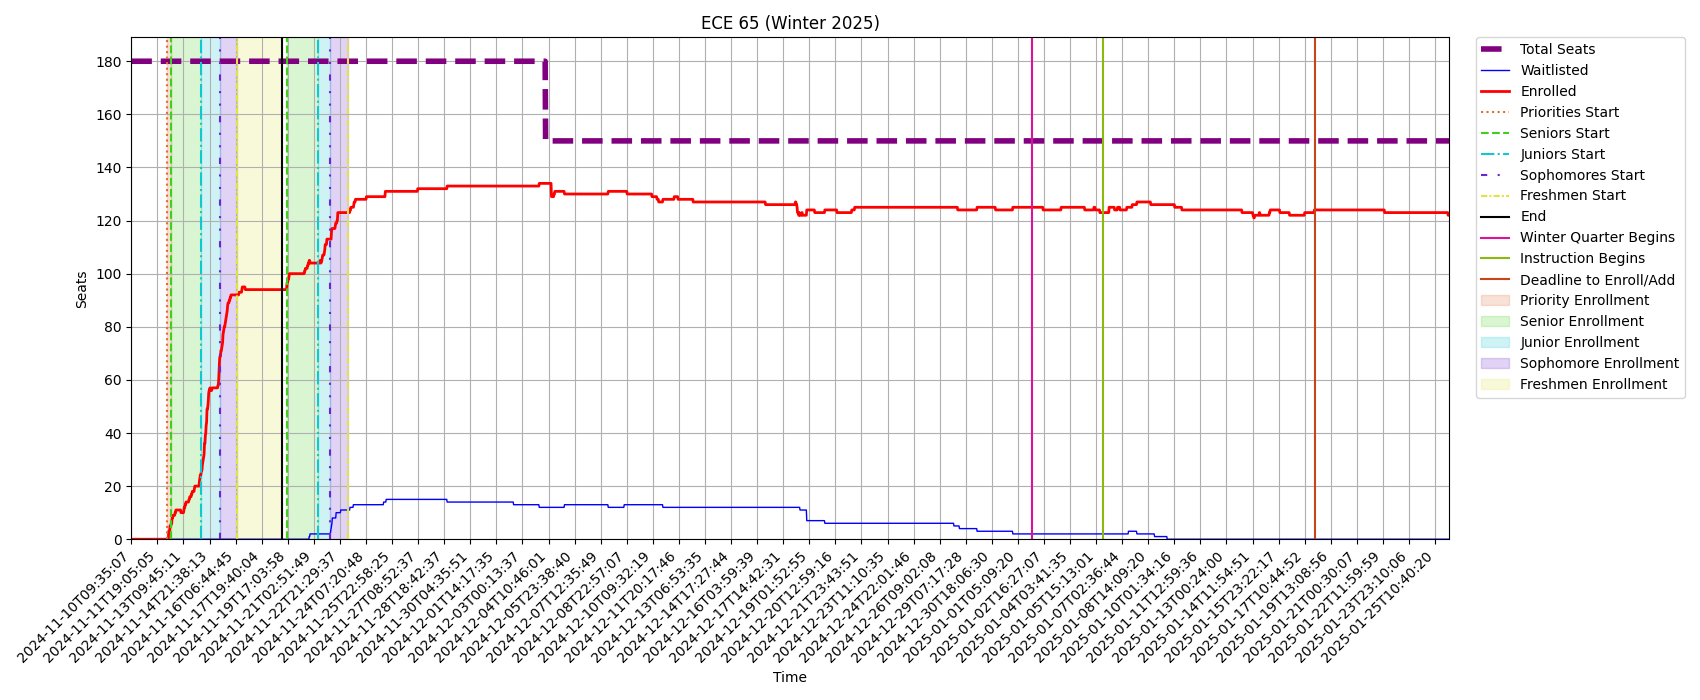 ECE 65 (Winter 2025)
Seats
180
160
140
120
100
80
60
40
20
0
2024-11-10T09:35:07
2024-11-11T19:05:05
2024-11-13T09:45:11
2024-11-14T21:38:13
2024-11-16T06:44:45
2024-11-17T19:40:04
2024-11-19T17:03:58
2024-11-21T02:51:49
2024-11-22T21:29:37
2024-11-24T07:20:48
2024-11-25T22:58:25
2024-11-27T08:52:37
2024-11-28T18:42:37
2024-11-30T04:35:51
2024-12-01T14:17:35
2024-12-03T00:13:37
2024-12-04T10:46:01
2024-12-05T23:38:40
2024-12-07T12:35:49
2024-12-08T22:57:07
2024-12-10T09:32:19
2024-12-11T20:17:46
2024-12-13T06:53:35
2024-12-14T17:27:44
2024-12-16T03:59:39
2024-12-17T14:42:31
2024-12-19T01:52:55
2024-12-20T12:59:16
2024-12-21T23:43:51
2024-12-23T11:10:35
2024-12-24T22:01:46
2024-12-26T09:02:08
2024-12-29T07:17:28
2024-12-30T18:06:30
2025-01-01T05:09:20
2025-01-02T16:27:07
2025-01-04T03:41:35
2025-01-05T15:13:01
2025-01-07T02:36:44
2025-01-08T14:09:20
2025-01-10T01:34:16
2025-01-11T12:59:36
2025-01-13T00:24:00
2025-01-14T11:54:51
2025-01-15T23:22:17
2025-01-17T10:44:52
2025-01-19T13:08:56
2025-01-21T00:30:07
2025-01-22T11:59:59
2025-01-23T23:10:06
2025-01-25T10:40:20
Time
Total Seats
Waitlisted
Enrolled
Priorities Start
Seniors Start
Juniors Start
Sophomores Start
Freshmen Start
End
Winter Quarter Begins
Instruction Begins
Deadline to Enroll/Add
Priority Enrollment
Senior Enrollment
Junior Enrollment
Sophomore Enrollment
Freshmen Enrollment